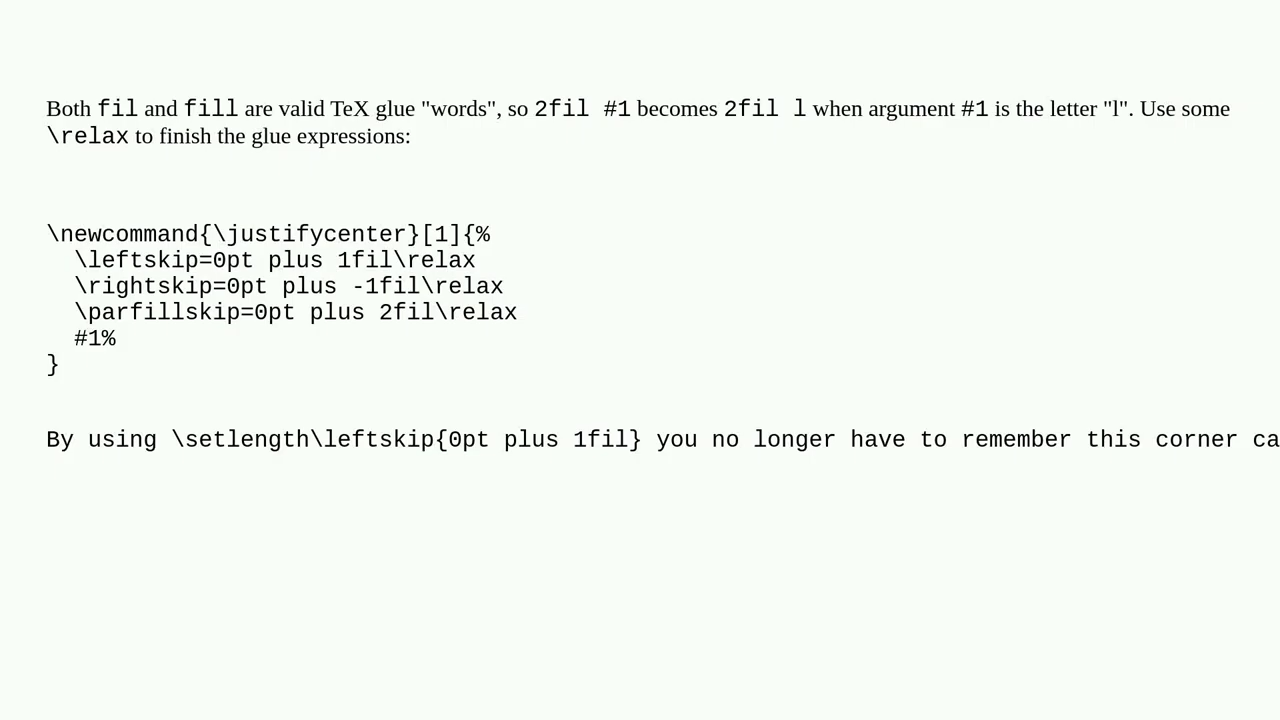 Both fil and fill are valid TeX glue "words", so 2fil #1 becomes 2fil l when argument #1 is the letter "l". Use some
\relax to finish the glue expressions:
\newcommand{\justifycenter}[1]{%
  \leftskip=0pt plus 1fil\relax
  \rightskip=0pt plus -1fil\relax
  \parfillskip=0pt plus 2fil\relax
  #1%
}
By using \setlength\leftskip{0pt plus 1fil} you no longer have to remember this corner